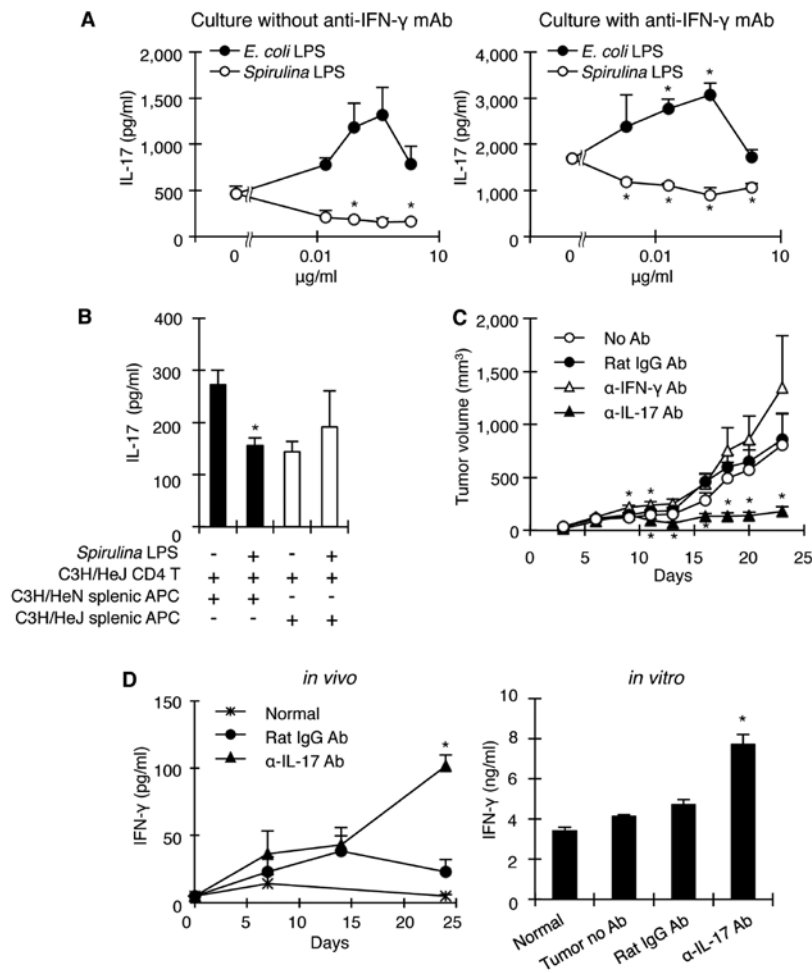 A
Culture without anti-IFN-γ mAb
E. coli LPS
Spirulina LPS
2,000
1,500
1,000
500
0
IL-17 (pg/ml)
0 0.01 10
µg/ml
*
*
Culture with anti-IFN-γ mAb
E. coli LPS
Spirulina LPS
4,000
3,000
2,000
1,000
0
IL-17 (pg/ml)
0 0.01 10
µg/ml
* *
* * * *
B
400
300
200
100
0
IL-17 (pg/ml)
*
Spirulina LPS - + - +
C3H/HeJ CD4 T + + + +
C3H/HeN splenic APC + + - -
C3H/HeJ splenic APC - - + +
C
2,000
1,500
1,000
500
0
Tumor volume (mm³)
No Ab
Rat IgG Ab
α-IFN-γ Ab
α-IL-17 Ab
* * * * *
* * *
0 5 10 15 20 25
Days
D
in vivo
150
100
50
0
IFN-γ (pg/ml)
Normal
Rat IgG Ab
α-IL-17 Ab
*
0 5 10 15 20 25
Days
in vitro
10
8
6
4
2
0
IFN-γ (ng/ml)
*
Normal
Tumor no Ab
Rat IgG Ab
α-IL-17 Ab